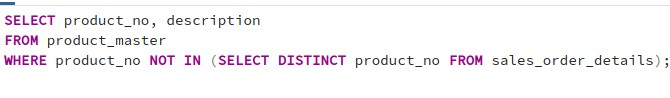 SELECT product_no, description
FROM product_master
WHERE product_no NOT IN (SELECT DISTINCT product_no FROM sales_order_details);